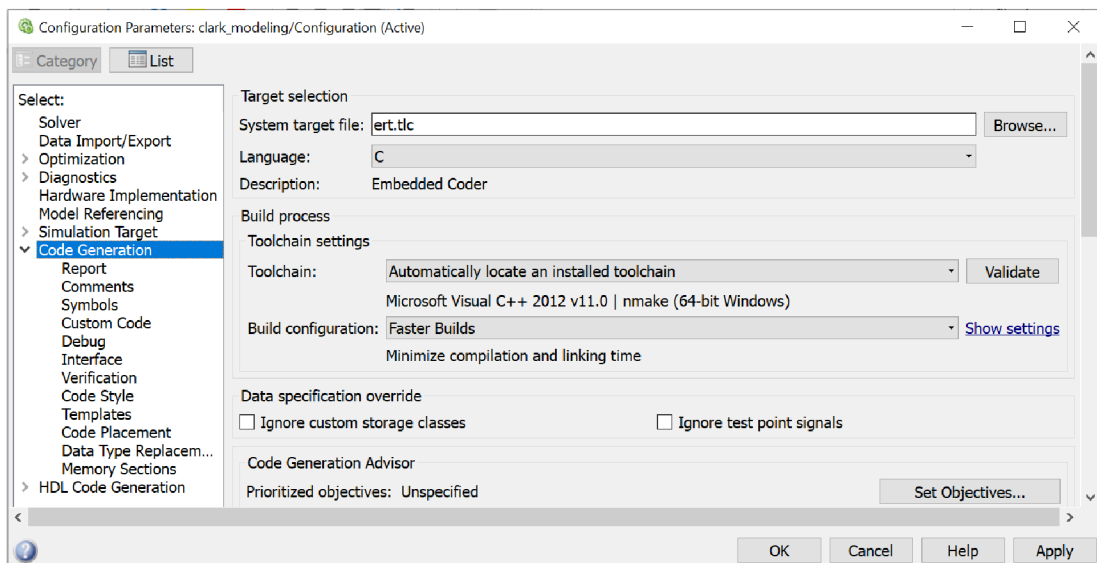 Configuration Parameters: clark_modeling/Configuration (Active)
Category
List
Select:
Solver
Data Import/Export
Optimization
Diagnostics
Hardware Implementation
Model Referencing
Simulation Target
Code Generation
Report
Comments
Symbols
Custom Code
Debug
Interface
Verification
Code Style
Templates
Code Placement
Data Type Replacem...
Memory Sections
HDL Code Generation
Target selection
System target file: ert.tlc Browse...
Language: C
Description: Embedded Coder
Build process
Toolchain settings
Toolchain: Automatically locate an installed toolchain Validate
Microsoft Visual C++ 2012 v11.0 | nmake (64-bit Windows)
Build configuration: Faster Builds Show settings
Minimize compilation and linking time
Data specification override
Ignore custom storage classes Ignore test point signals
Code Generation Advisor
Prioritized objectives: Unspecified Set Objectives...
? OK Cancel Help Apply